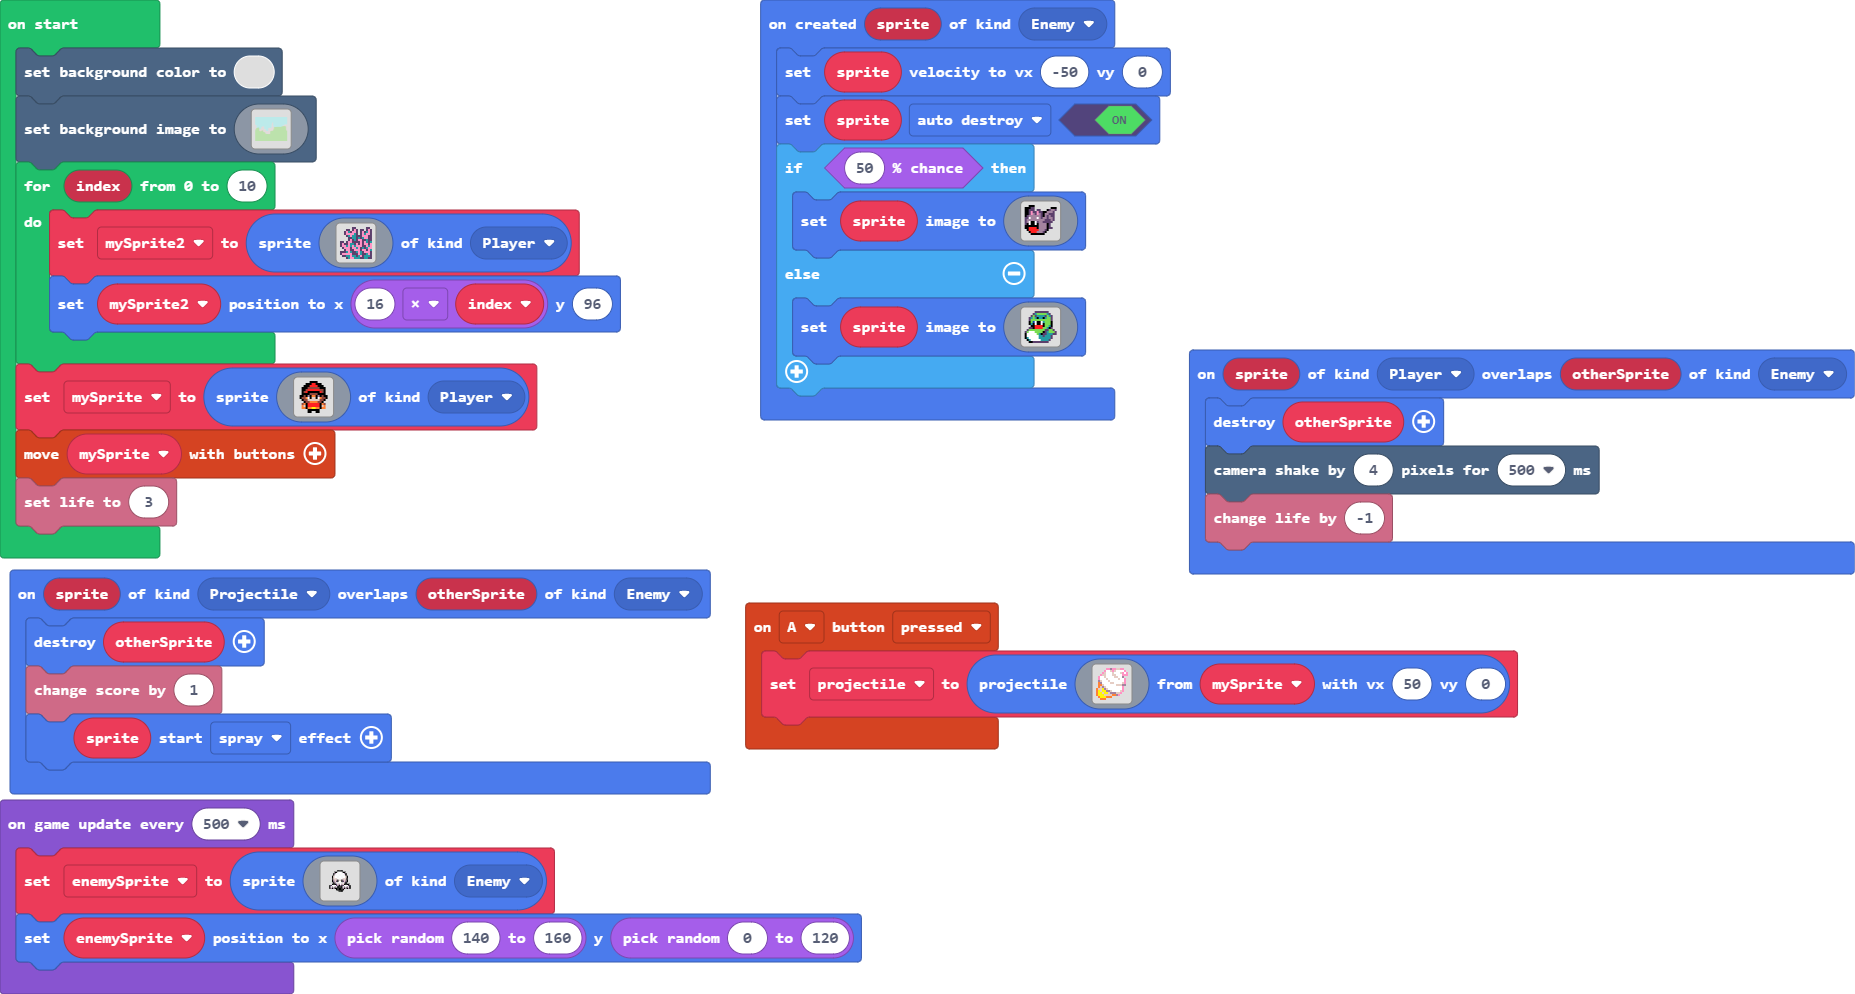 on start
set background color to
set background image to
for index from 0 to 10
do
set mySprite2 to sprite of kind Player
set mySprite2 position to x 16 × index y 96
set mySprite to sprite of kind Player
move mySprite with buttons
set life to 3
on created sprite of kind Enemy
set sprite velocity to vx -50 vy 0
set sprite auto destroy ON
if 50 % chance then
set sprite image to
else
set sprite image to
on sprite of kind Player overlaps otherSprite of kind Enemy
destroy otherSprite
camera shake by 4 pixels for 500 ms
change life by -1
on sprite of kind Projectile overlaps otherSprite of kind Enemy
destroy otherSprite
change score by 1
sprite start spray effect
on A button pressed
set projectile to projectile from mySprite with vx 50 vy 0
on game update every 500 ms
set enemySprite to sprite of kind Enemy
set enemySprite position to x pick random 140 to 160 y pick random 0 to 120